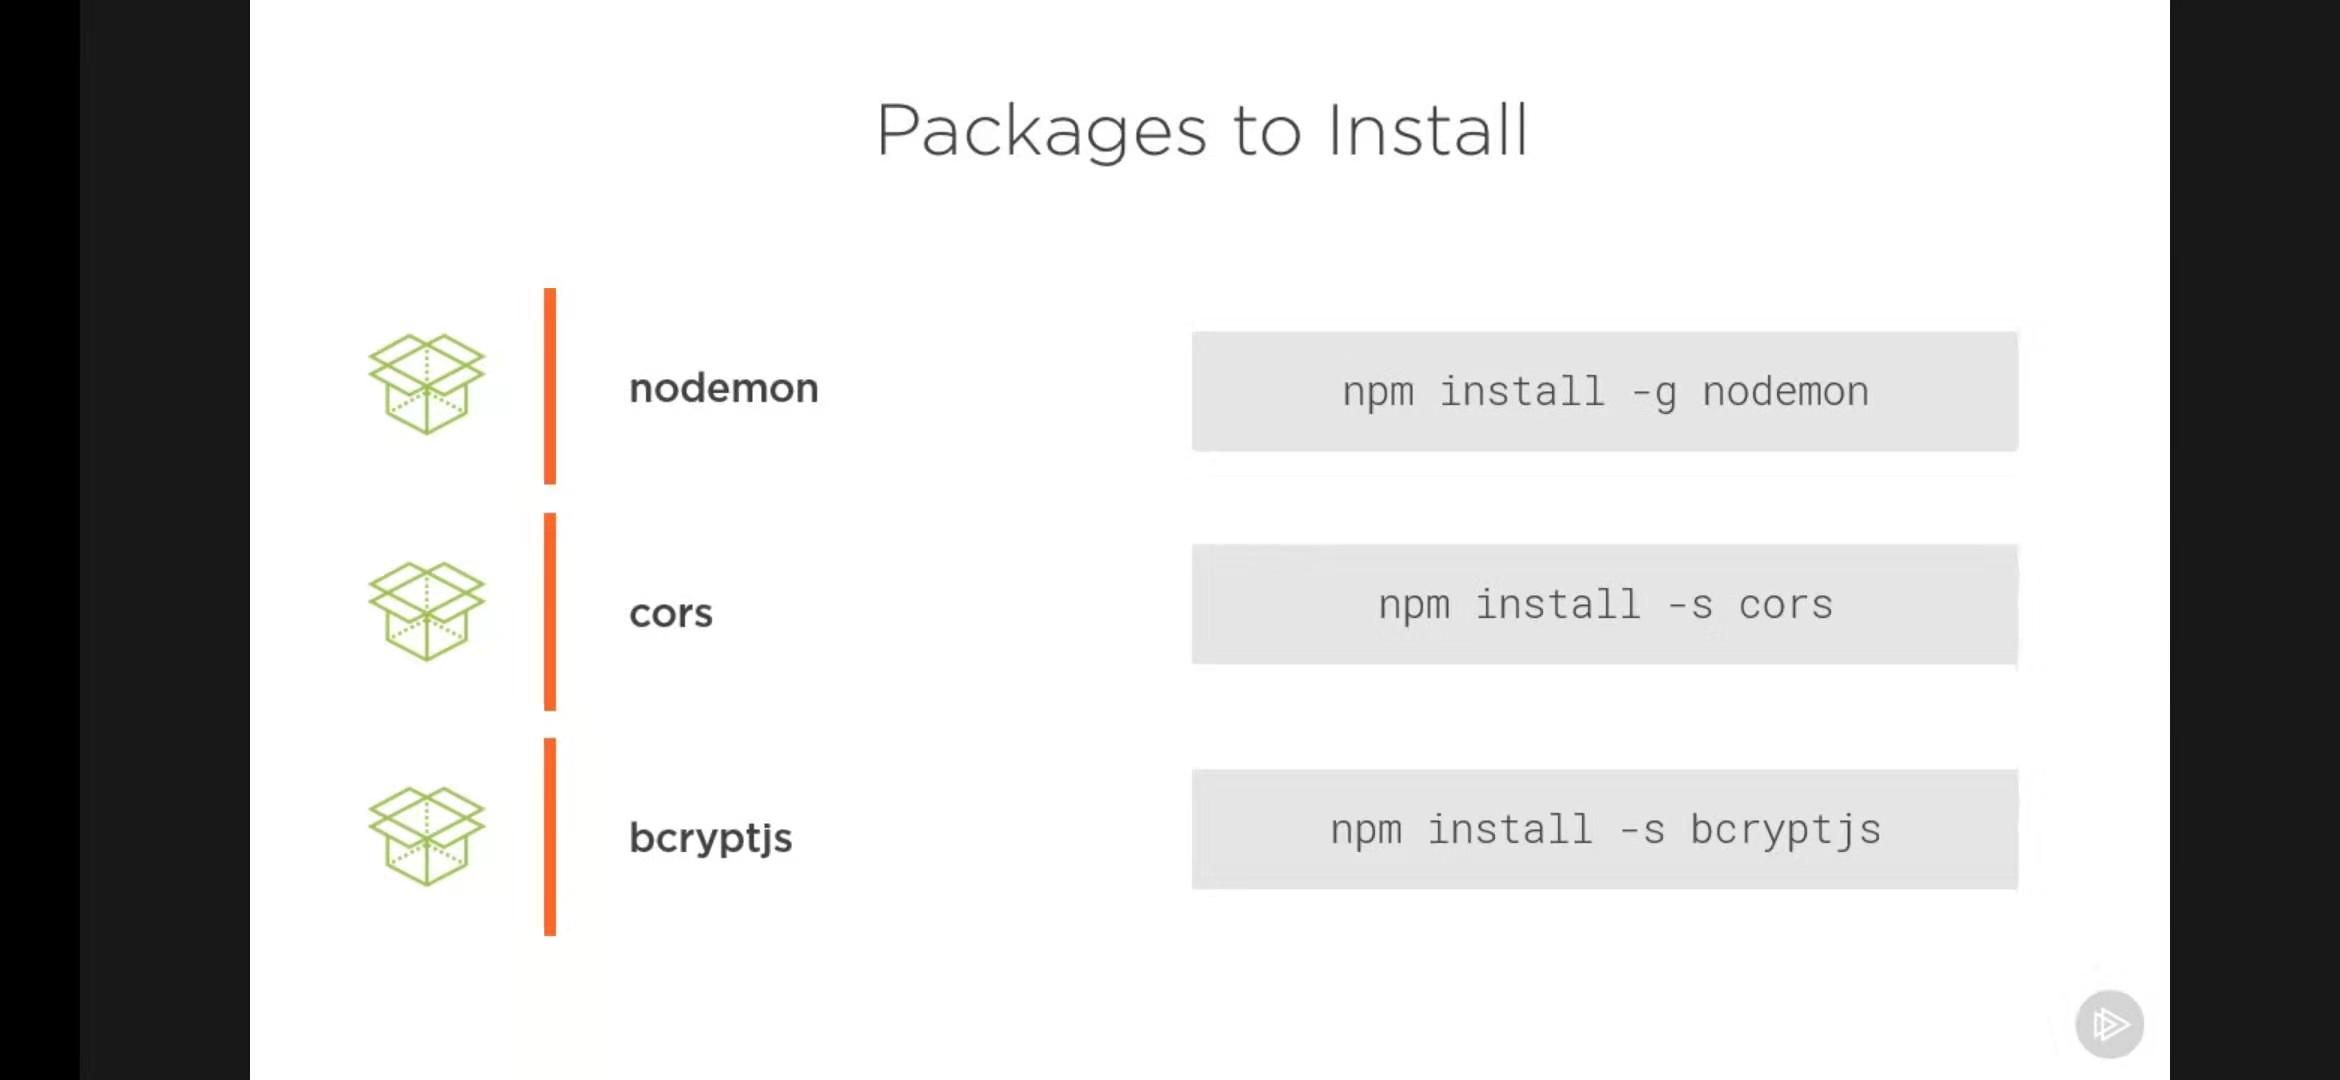 Packages to Install
nodemon
npm install -g nodemon
cors
npm install -s cors
bcryptjs
npm install -s bcryptjs